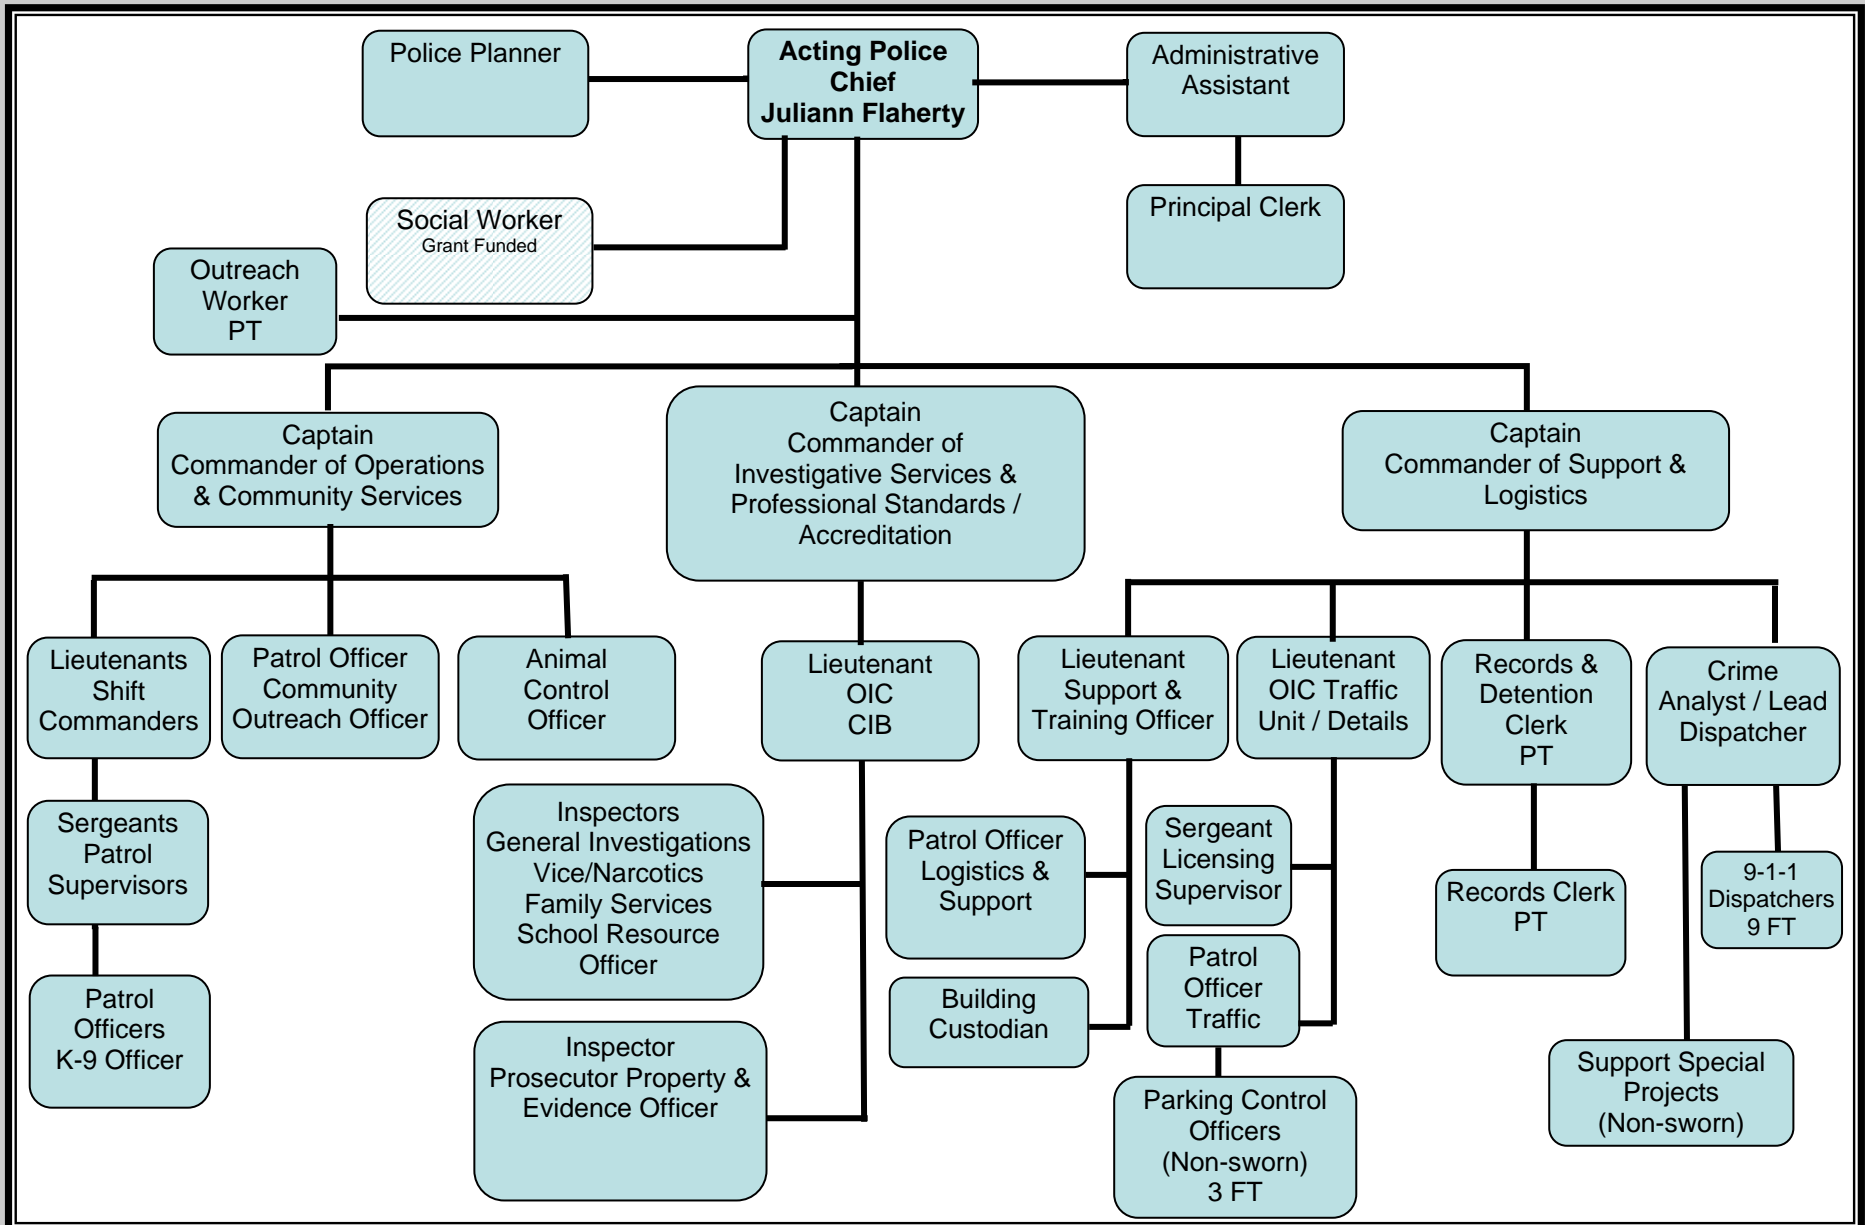 Police Planner
Acting Police
Chief
Juliann Flaherty
Administrative
Assistant
Principal Clerk
Social Worker
Grant Funded
Outreach
Worker
PT
Captain
Commander of Operations
& Community Services
Captain
Commander of
Investigative Services &
Professional Standards /
Accreditation
Captain
Commander of Support &
Logistics
Lieutenants
Shift
Commanders
Patrol Officer
Community
Outreach Officer
Animal
Control
Officer
Lieutenant
OIC
CIB
Lieutenant
Support &
Training Officer
Lieutenant
OIC Traffic
Unit / Details
Records &
Detention
Clerk
PT
Crime
Analyst / Lead
Dispatcher
Sergeants
Patrol
Supervisors
Inspectors
General Investigations
Vice/Narcotics
Family Services
School Resource
Officer
Patrol Officer
Logistics &
Support
Sergeant
Licensing
Supervisor
Records Clerk
PT
9-1-1
Dispatchers
9 FT
Patrol
Officers
K-9 Officer
Inspector
Prosecutor Property &
Evidence Officer
Building
Custodian
Patrol
Officer
Traffic
Parking Control
Officers
(Non-sworn)
3 FT
Support Special
Projects
(Non-sworn)